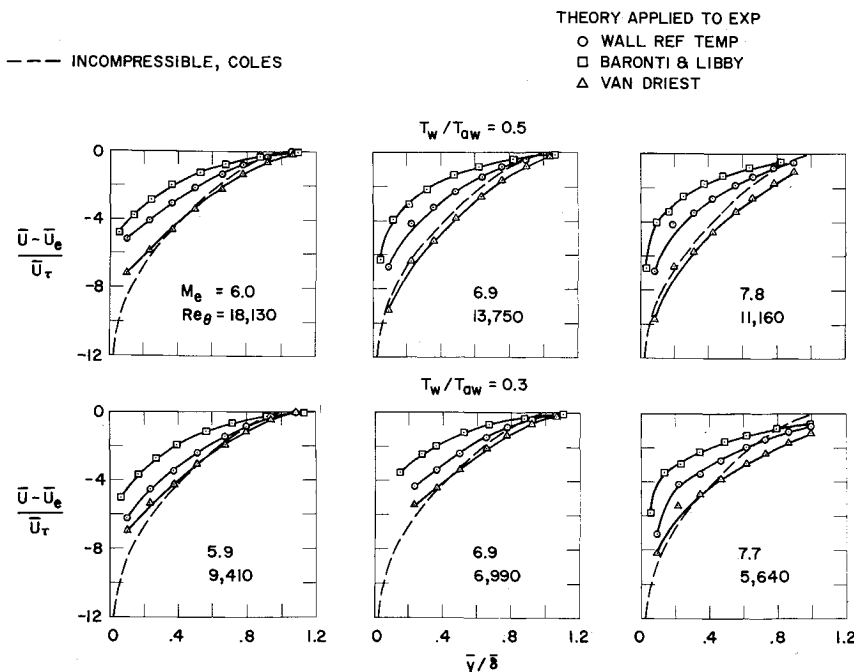 THEORY APPLIED TO EXP
○ WALL REF TEMP
□ BARONTI & LIBBY
△ VAN DRIEST
--- INCOMPRESSIBLE, COLES
T_w/T_aw = 0.5
0
-4
-8
-12
Ū - Ū_e
Ū_τ
M_e = 6.0
Re_θ = 18,130
6.9
13,750
7.8
11,160
T_w/T_aw = 0.3
0
-4
-8
-12
Ū - Ū_e
Ū_τ
5.9
9,410
6.9
6,990
7.7
5,640
0 .4 .8 1.2
0 .4 .8 1.2
0 .4 .8 1.2
ȳ/δ̄